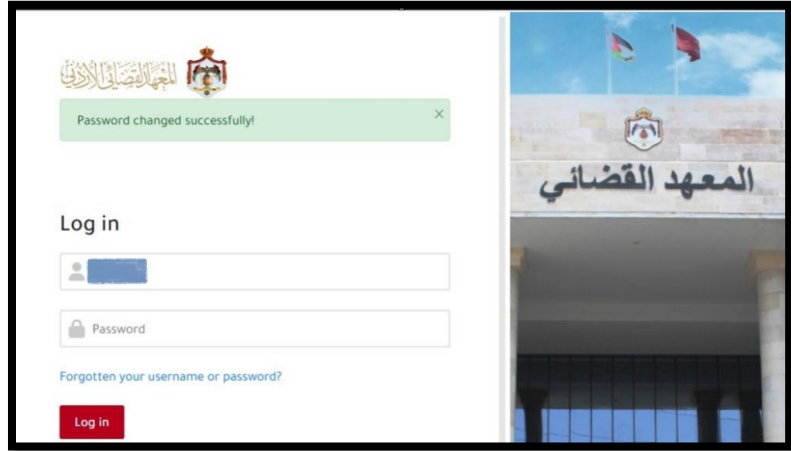 المعهد القضائي الأردني
Password changed successfully!
×
Log in
Password
Forgotten your username or password?
Log in
المعهد القضائي